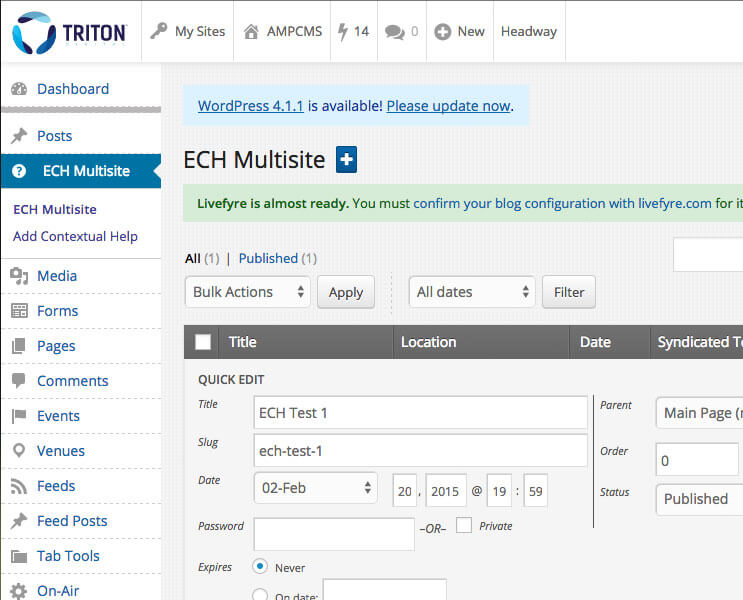 TRITON
DIGITAL
My Sites
AMPCMS
14
0
New
Headway
Dashboard
Posts
ECH Multisite
ECH Multisite
Add Contextual Help
Media
Forms
Pages
Comments
Events
Venues
Feeds
Feed Posts
Tab Tools
On-Air
WordPress 4.1.1 is available! Please update now.
ECH Multisite
Livefyre is almost ready. You must confirm your blog configuration with livefyre.com for it
All (1) | Published (1)
Bulk Actions Apply All dates Filter
Title Location Date Syndicated T
QUICK EDIT
Title ECH Test 1
Slug ech-test-1
Date 02-Feb 20, 2015 @ 19 : 59
Password –OR– Private
Expires Never
On date:
Parent Main Page (
Order 0
Status Published